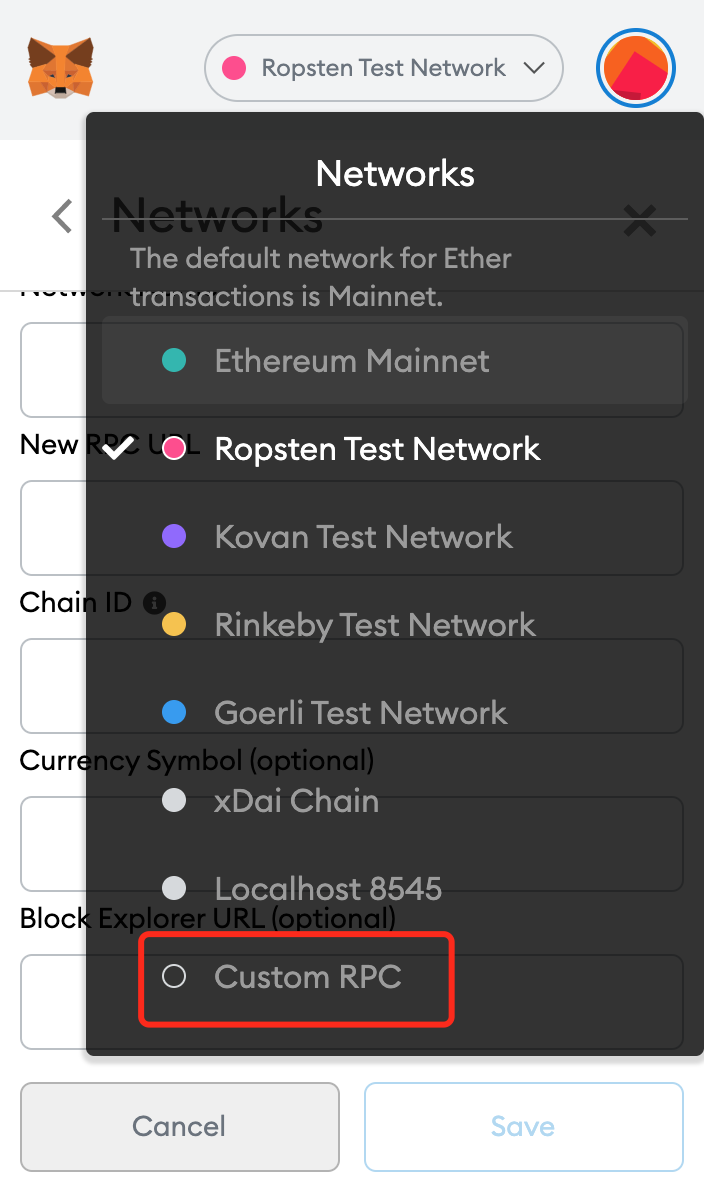 Ropsten Test Network
Networks
Networks
The default network for Ether
transactions is Mainnet.
Ethereum Mainnet
New RPC URL
Ropsten Test Network
Kovan Test Network
Chain ID
Rinkeby Test Network
Goerli Test Network
Currency Symbol (optional)
xDai Chain
Localhost 8545
Block Explorer URL (optional)
Custom RPC
Cancel
Save